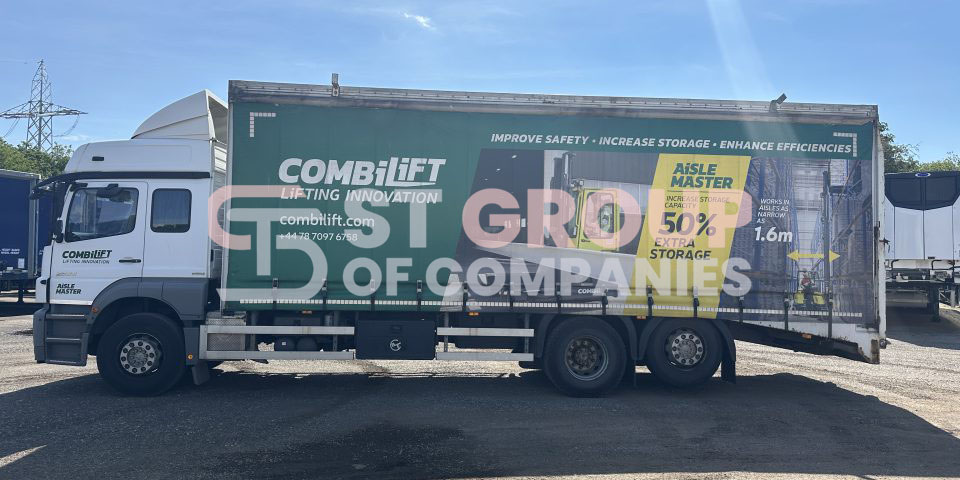 IMPROVE SAFETY • INCREASE STORAGE • ENHANCE EFFICIENCIES
COMBiLiFT
LiFTING INNOVATION
combilift.com
+44 78 7097 6758
AiSLE
MASTER
INCREASE STORAGE
CAPACITY
50%
EXTRA
STORAGE
WORKS IN
AISLES AS
NARROW
AS
1.6m
ST GROUP
OF COMPANIES
COMBiLiFT
LiFTING INNOVATION
AiSLE
MASTER